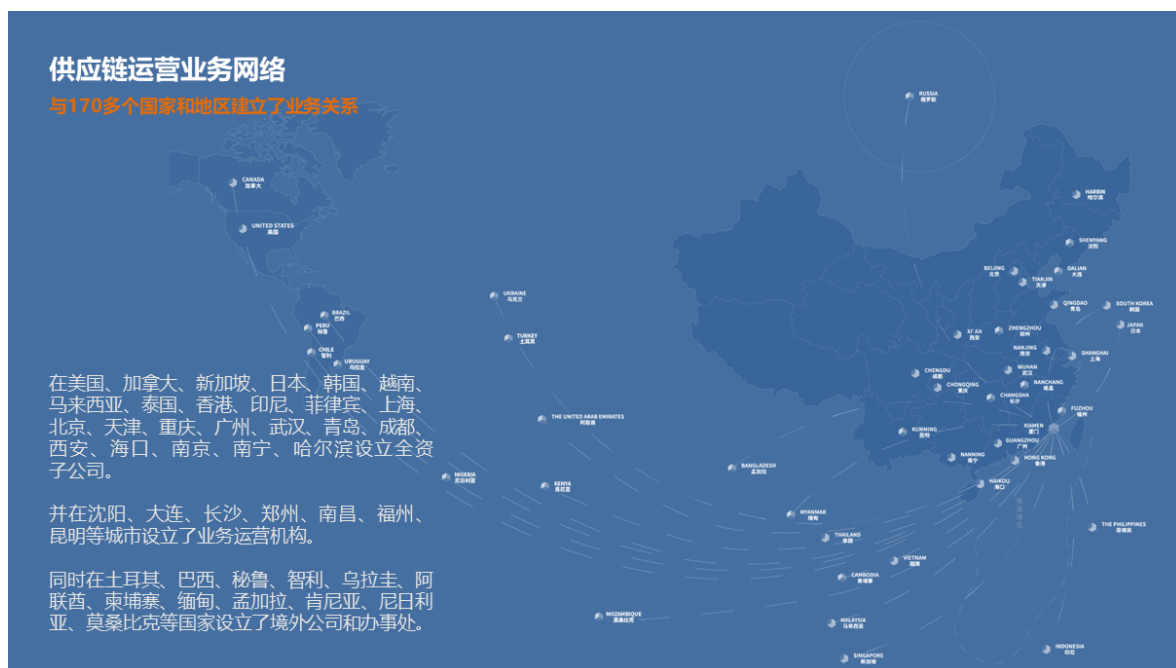 供应链运营业务网络
与170多个国家和地区建立了业务关系
RUSSIA
俄罗斯
CANADA
加拿大
UNITED STATES
美国
HARBIN
哈尔滨
SHENYANG
沈阳
BEIJING
北京
DALIAN
大连
TIANJIN
天津
UKRAINE
乌克兰
QINGDAO
青岛
SOUTH KOREA
韩国
BRAZIL
巴西
PERU
秘鲁
TURKEY
土耳其
XI'AN
西安
ZHENGZHOU
郑州
JAPAN
日本
CHILE
智利
URUGUAY
乌拉圭
NANJING
南京
SHANGHAI
上海
CHENGDU
成都
WUHAN
武汉
CHONGQING
重庆
NANCHANG
南昌
CHANGSHA
长沙
在美国、加拿大、新加坡、日本、韩国、越南、
马来西亚、泰国、香港、印尼、菲律宾、上海、
北京、天津、重庆、广州、武汉、青岛、成都、
西安、海口、南京、南宁、哈尔滨设立全资
子公司。
THE UNITED ARAB EMIRATES
阿联酋
FUZHOU
福州
XIAMEN
厦门
KUNMING
昆明
GUANGZHOU
广州
NANNING
南宁
HONG KONG
香港
BANGLADESH
孟加拉
NIGERIA
尼日利亚
KENYA
肯尼亚
HAIKOU
海口
并在沈阳、大连、长沙、郑州、南昌、福州、
昆明等城市设立了业务运营机构。
MYANMAR
缅甸
THAILAND
泰国
THE PHILIPPINES
菲律宾
VIETNAM
越南
CAMBODIA
柬埔寨
同时在土耳其、巴西、秘鲁、智利、乌拉圭、阿
联酋、柬埔寨、缅甸、孟加拉、肯尼亚、尼日利
亚、莫桑比克等国家设立了境外公司和办事处。
MOZAMBIQUE
莫桑比克
MALAYSIA
马来西亚
SINGAPORE
新加坡
INDONESIA
印尼